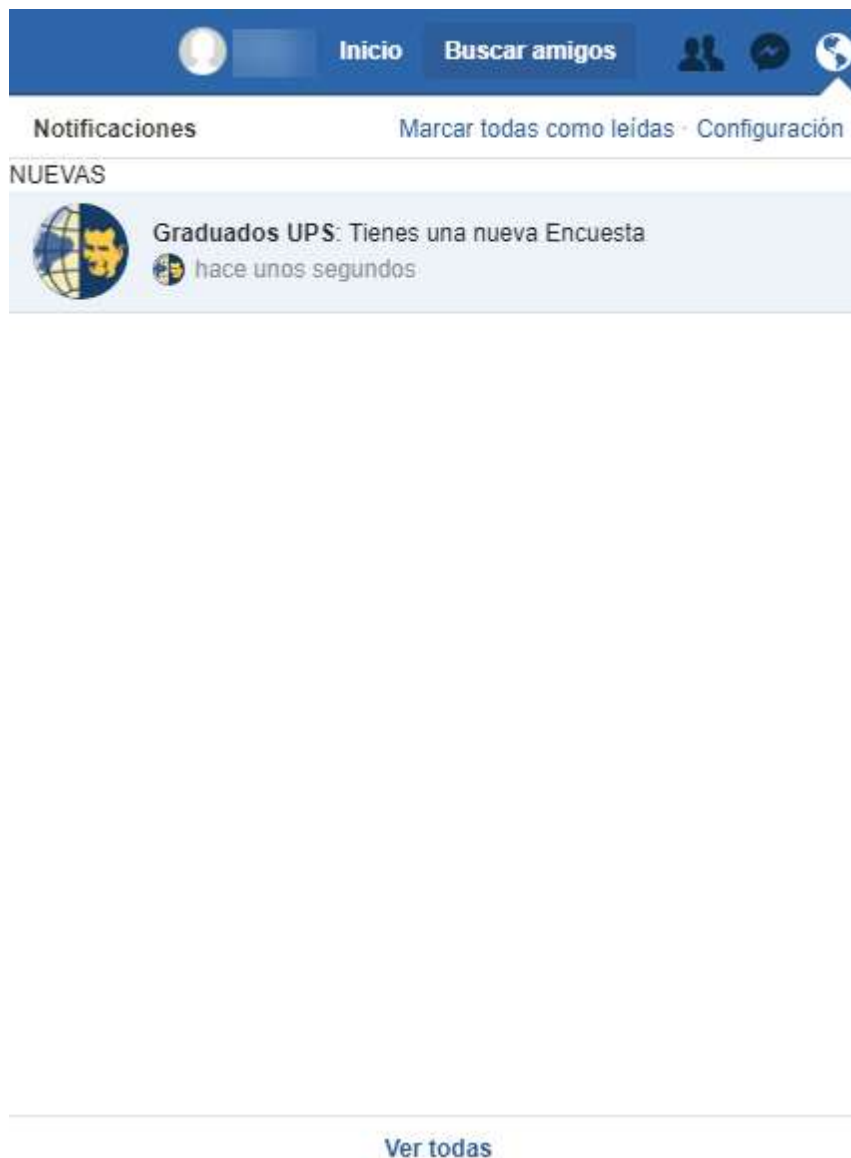 Inicio Buscar amigos
Notificaciones Marcar todas como leídas · Configuración
NUEVAS
Graduados UPS: Tienes una nueva Encuesta
hace unos segundos
Ver todas